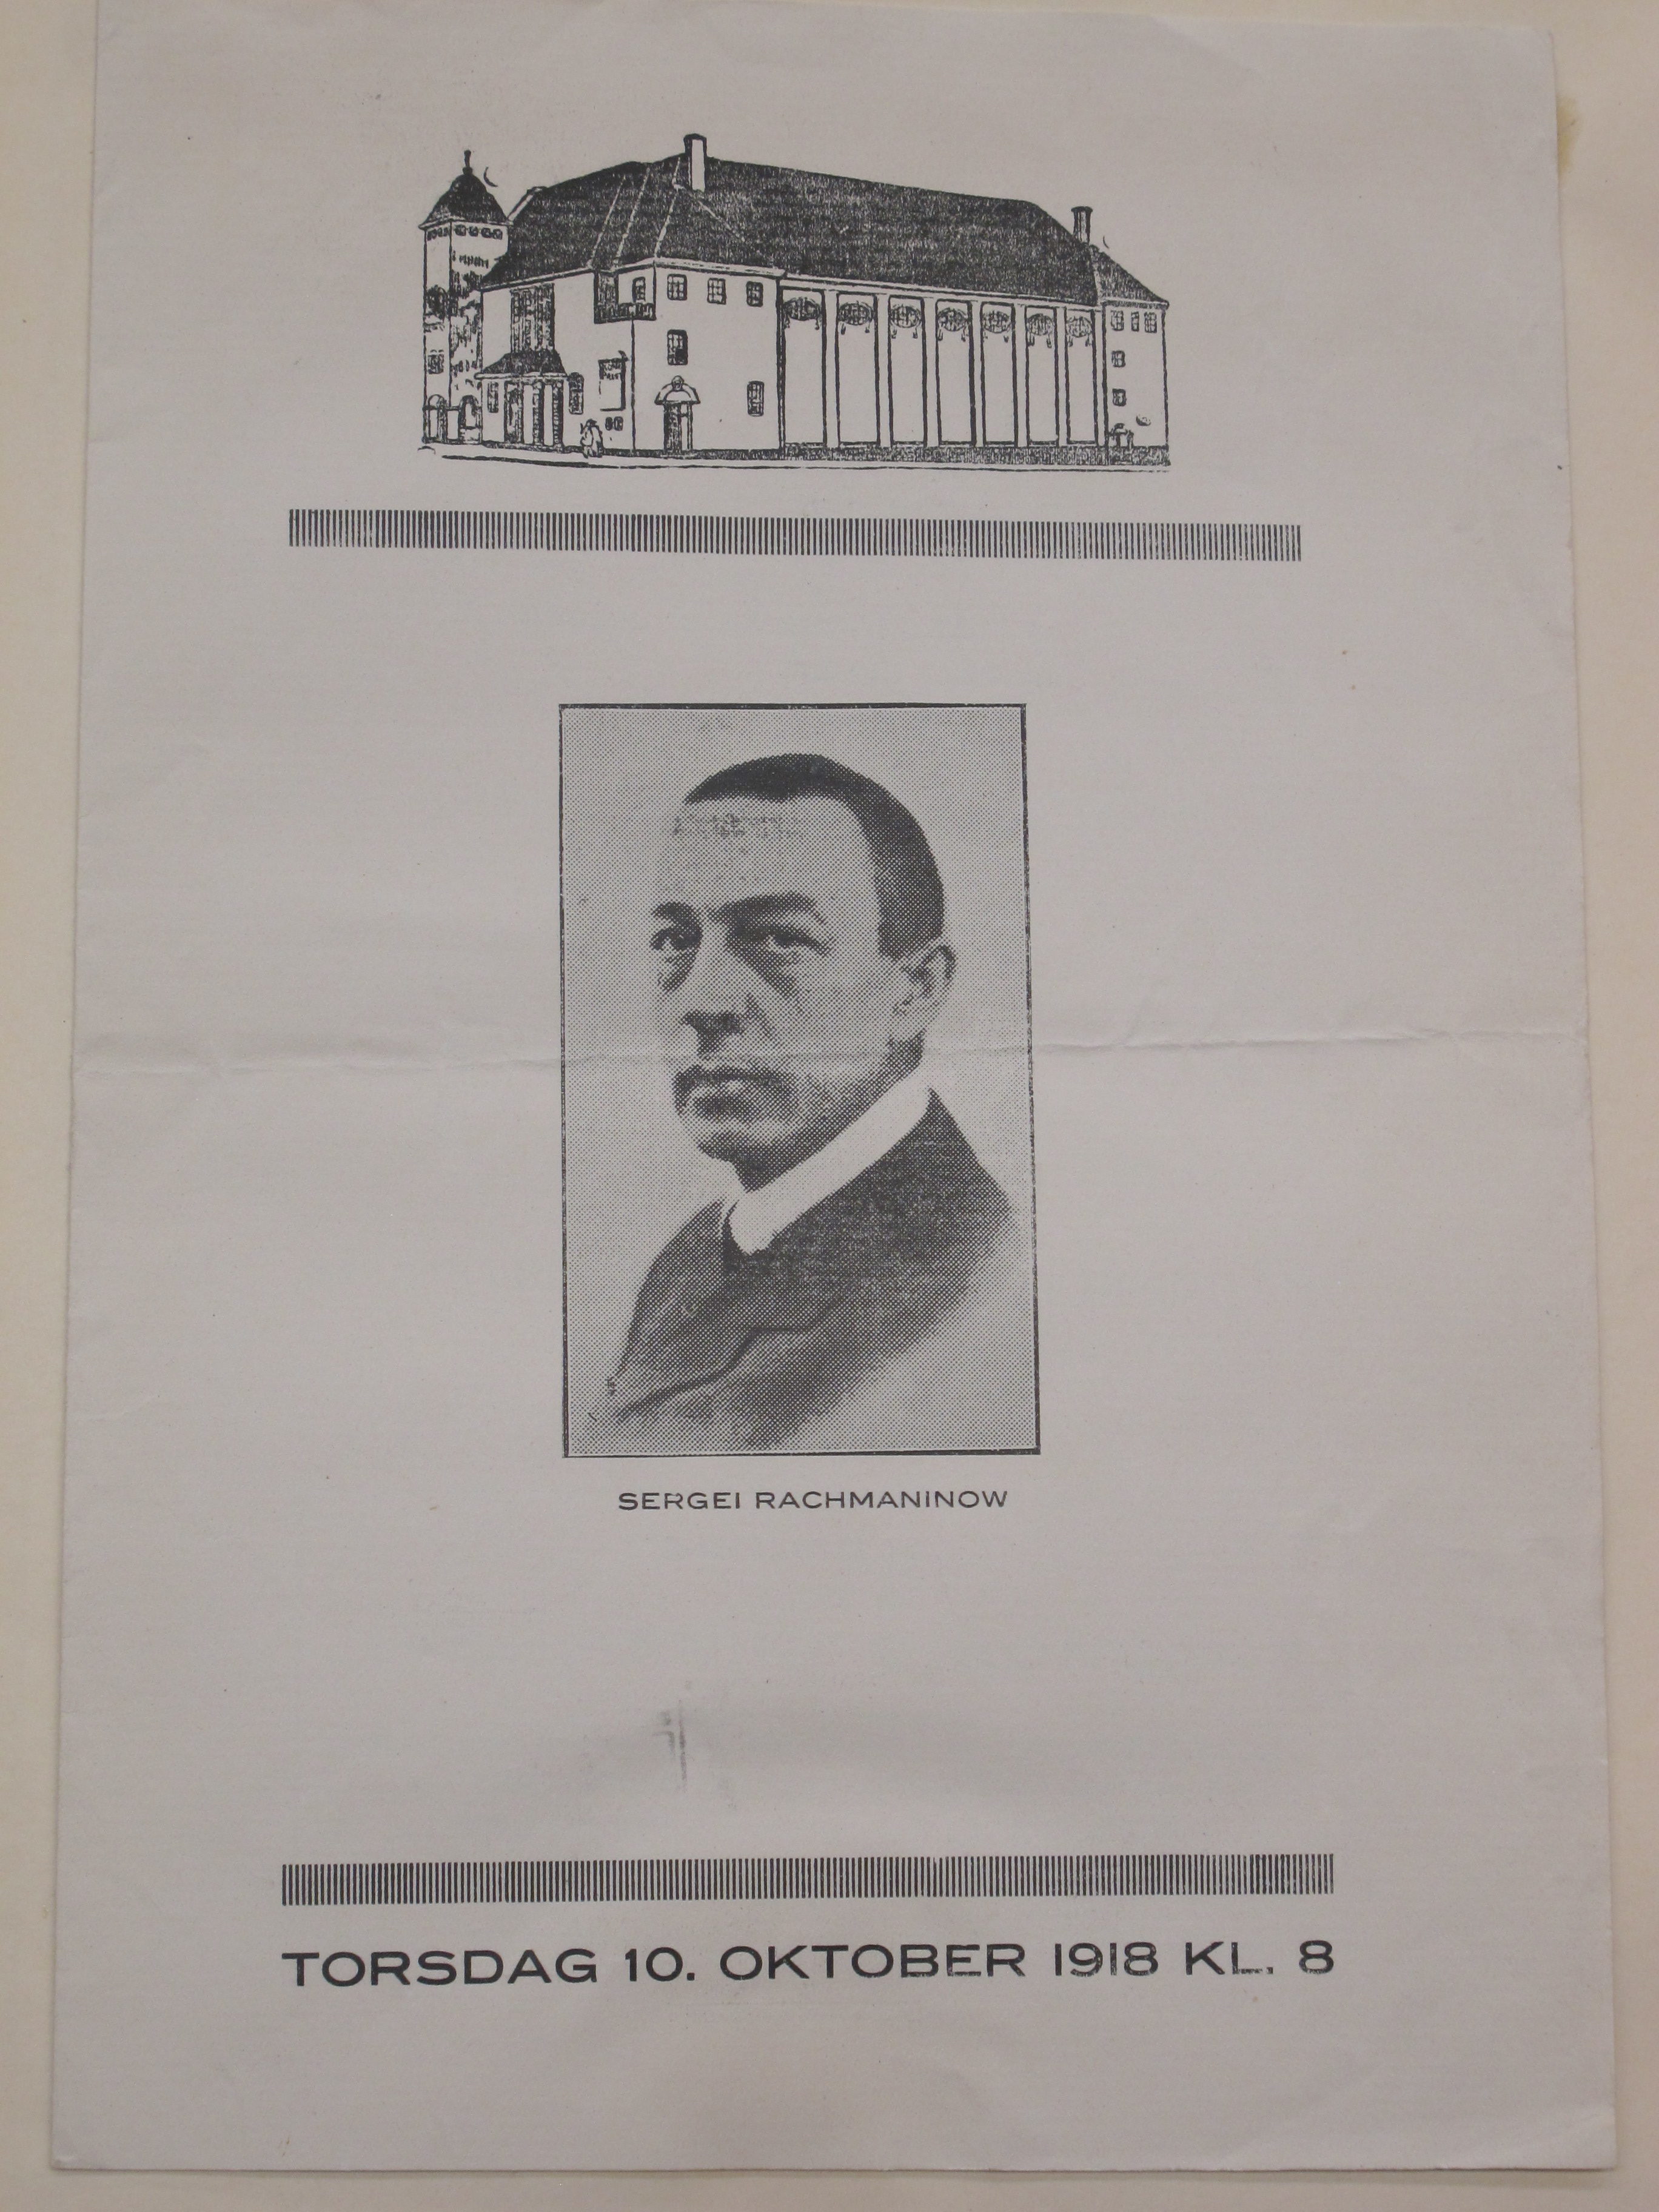 SERGEI RACHMANINOW
TORSDAG 10. OKTOBER 1918 KL. 8